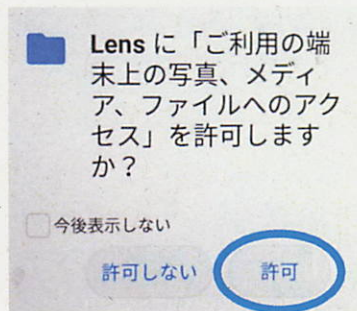 Lens に「ご利用の端
末上の写真、メディ
ア、ファイルへのアク
セス」を許可します
か？
今後表示しない
許可しない
許可